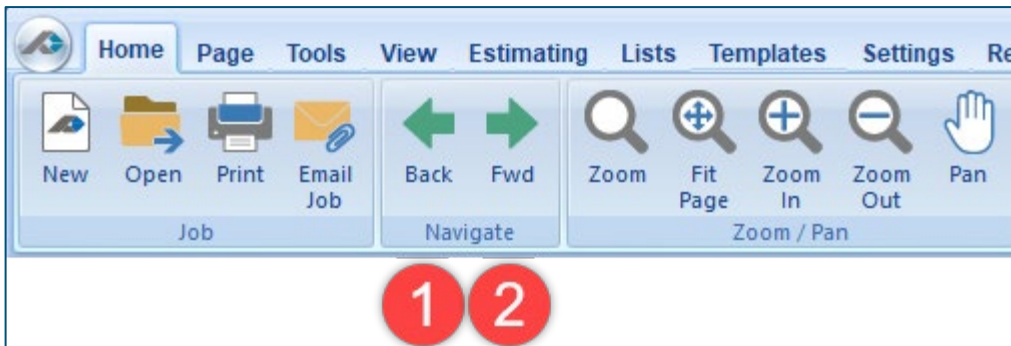 Home Page Tools View Estimating Lists Templates Settings Re
New Open Print Email Job Back Fwd Zoom Fit Page Zoom In Zoom Out Pan
Job Navigate Zoom / Pan
1 2